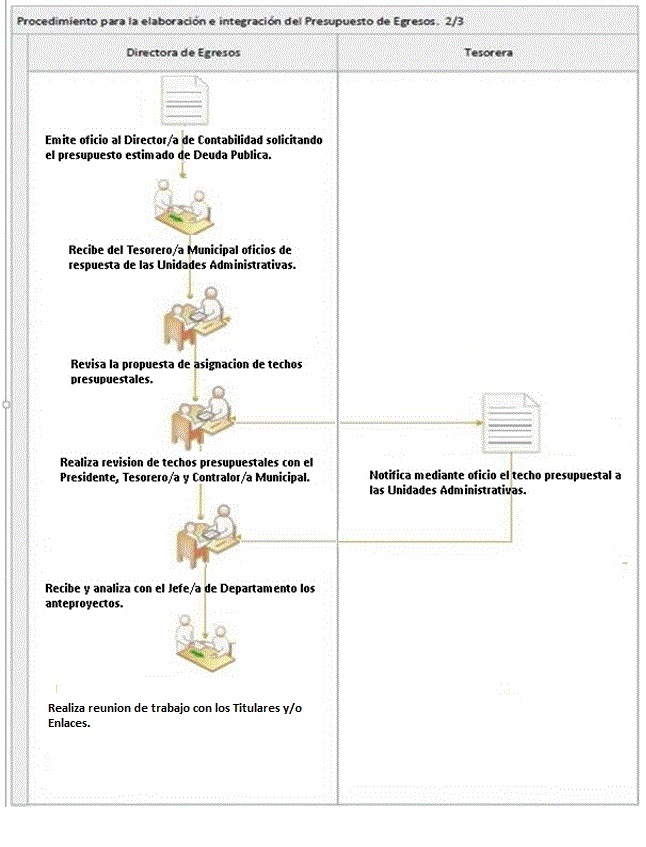 Procedimiento para la elaboración e integración del Presupuesto de Egresos. 2/3
Directora de Egresos
Tesorera
Emite oficio al Director/a de Contabilidad solicitando
el presupuesto estimado de Deuda Publica.
Recibe del Tesorero/a Municipal oficios de
respuesta de las Unidades Administrativas.
Revisa la propuesta de asignacion de techos
presupuestales.
Realiza revision de techos presupuestales con el
Presidente, Tesorero/a y Contralor/a Municipal.
Notifica mediante oficio el techo presupuestal a
las Unidades Administrativas.
Recibe y analiza con el Jefe/a de Departamento los
anteproyectos.
Realiza reunion de trabajo con los Titulares y/o
Enlaces.